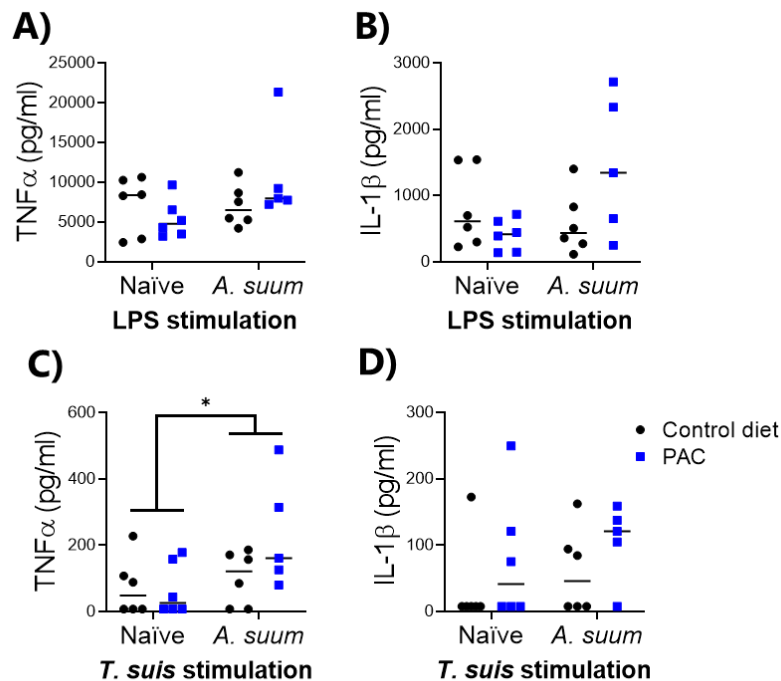 A)
TNFα (pg/ml)
25000
20000
15000
10000
5000
0
Naïve A. suum
LPS stimulation
B)
IL-1β (pg/ml)
3000
2000
1000
0
Naïve A. suum
LPS stimulation
C)
TNFα (pg/ml)
600
400
200
0
*
Naïve A. suum
T. suis stimulation
D)
IL-1β (pg/ml)
300
200
100
0
Naïve A. suum
T. suis stimulation
Control diet
PAC